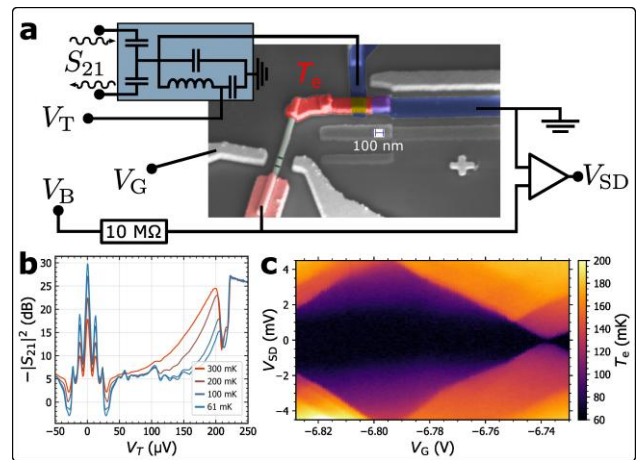 a
S21
Te
VT
100 nm
VG
VB
10 MΩ
VSD
b
−|S21|² (dB)
30
25
20
15
10
5
0
5
−50
0
50
100
150
200
250
VT (µV)
300 mK
200 mK
100 mK
61 mK
c
VSD (mV)
4
2
0
−2
−4
−6.82
−6.80
−6.78
−6.76
−6.74
VG (V)
200
180
160
140
120
100
80
60
Te (mK)